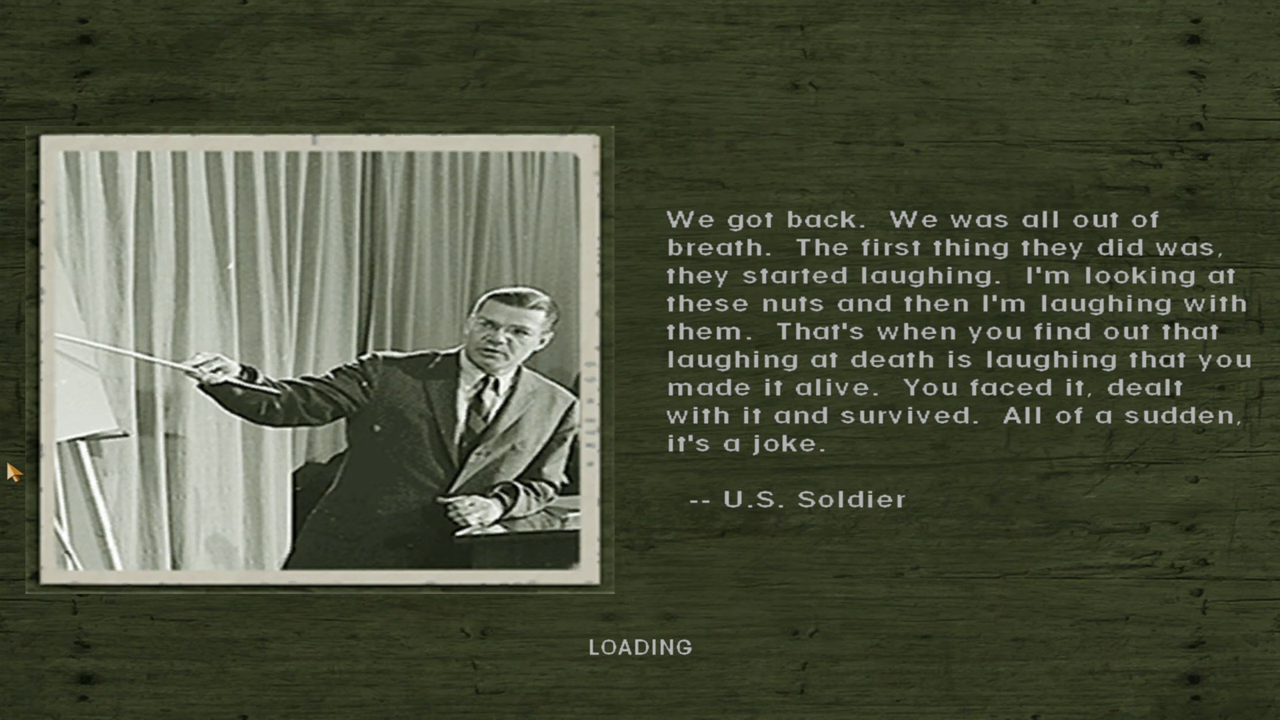 We got back.  We was all out of
breath.  The first thing they did was,
they started laughing.  I'm looking at
these nuts and then I'm laughing with
them.  That's when you find out that
laughing at death is laughing that you
made it alive.  You faced it, dealt
with it and survived.  All of a sudden,
it's a joke.
-- U.S. Soldier
LOADING